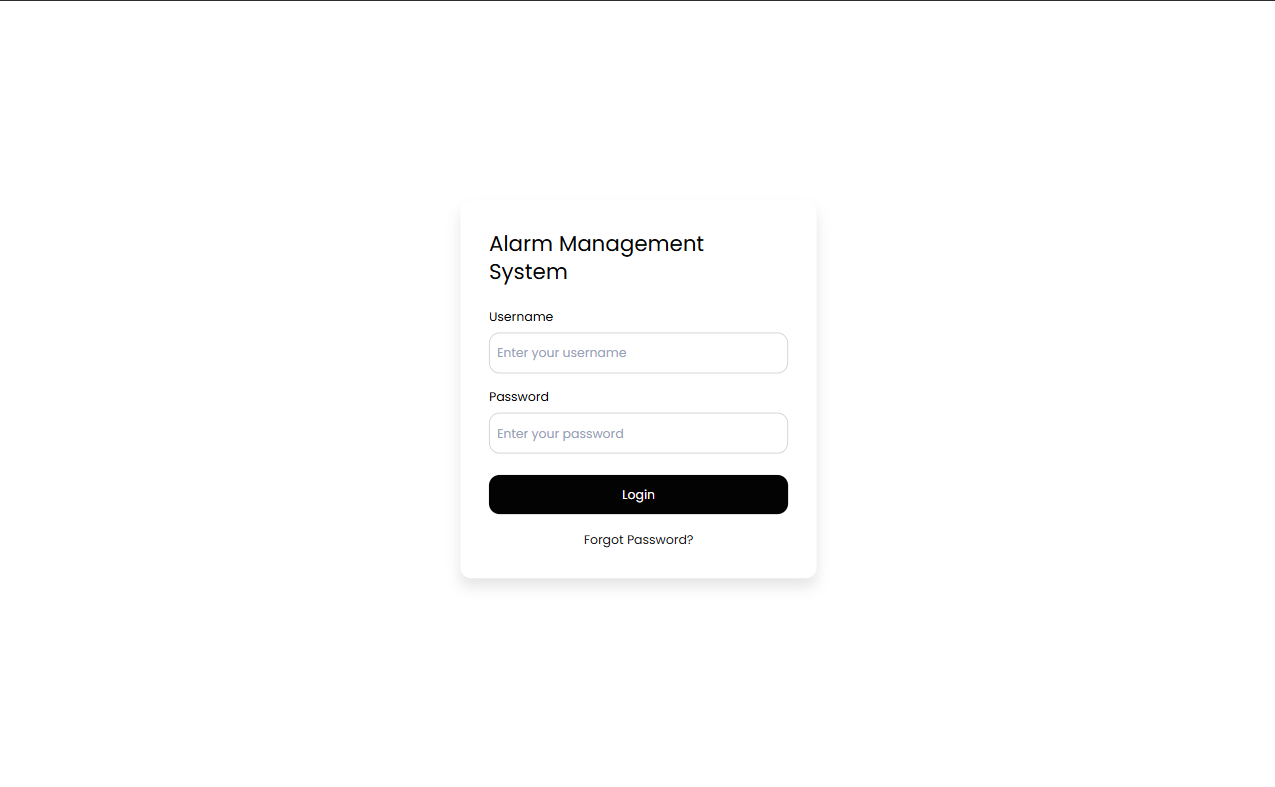 Alarm Management
System
Username
Enter your username
Password
Enter your password
Login
Forgot Password?